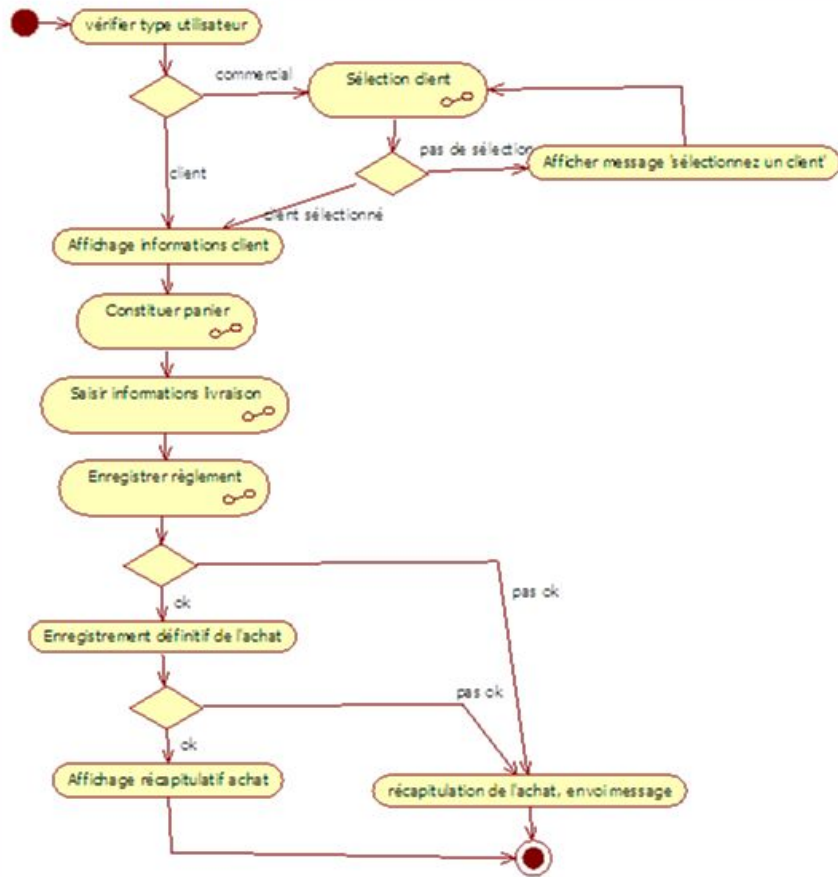 vérifier type utilisateur
commercial
Sélection client
pas de sélection
Afficher message 'sélectionnez un client'
client
client sélectionné
Affichage informations client
Constituer panier
Saisir informations livraison
Enregistrer règlement
pas ok
ok
Enregistrement définitif de l'achat
pas ok
ok
Affichage récapitulatif achat
récapitulation de l'achat, envoi message